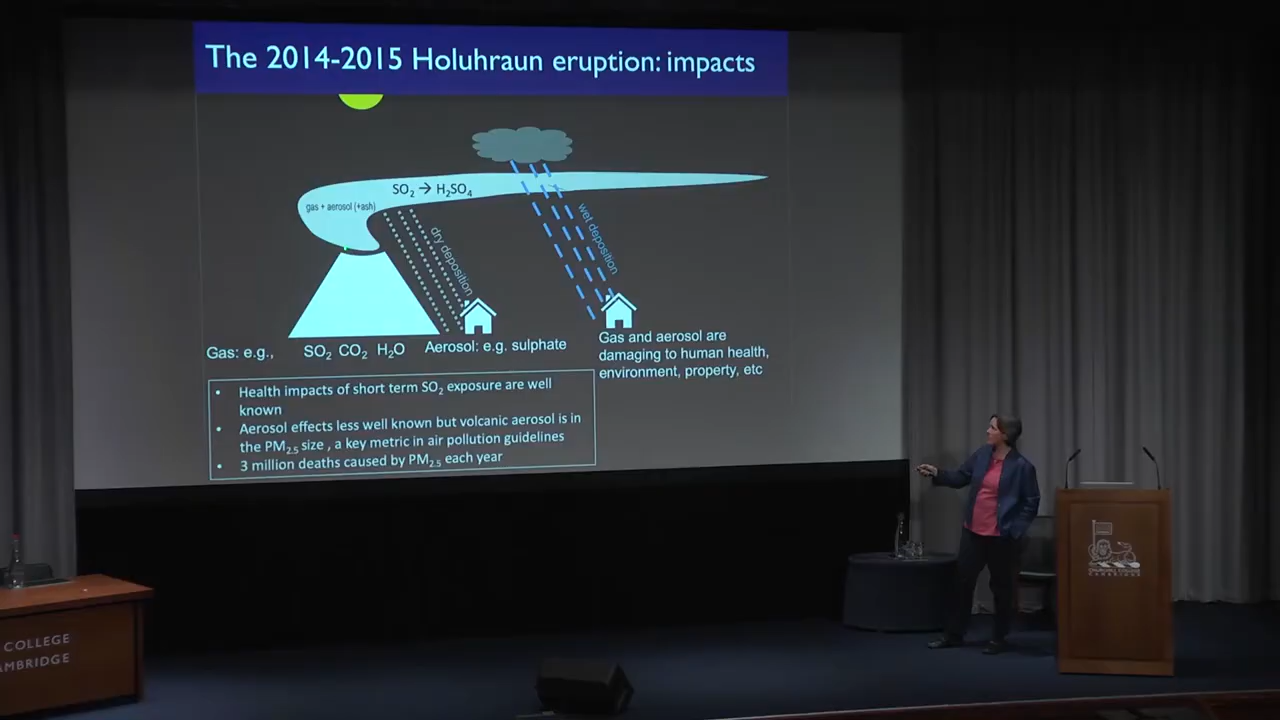 The 2014-2015 Holuhraun eruption: impacts
SO₂ → H₂SO₄
gas + aerosol (+ash)
dry deposition
wet deposition
Gas: e.g., SO₂ CO₂ H₂O
Aerosol: e.g. sulphate
Gas and aerosol are
damaging to human health,
environment, property, etc
• Health impacts of short term SO₂ exposure are well
known
• Aerosol effects less well known but volcanic aerosol is in
the PM₂.₅ size , a key metric in air pollution guidelines
• 3 million deaths caused by PM₂.₅ each year
CHURCHILL COLLEGE
CAMBRIDGE
COLLEGE
AMBRIDGE